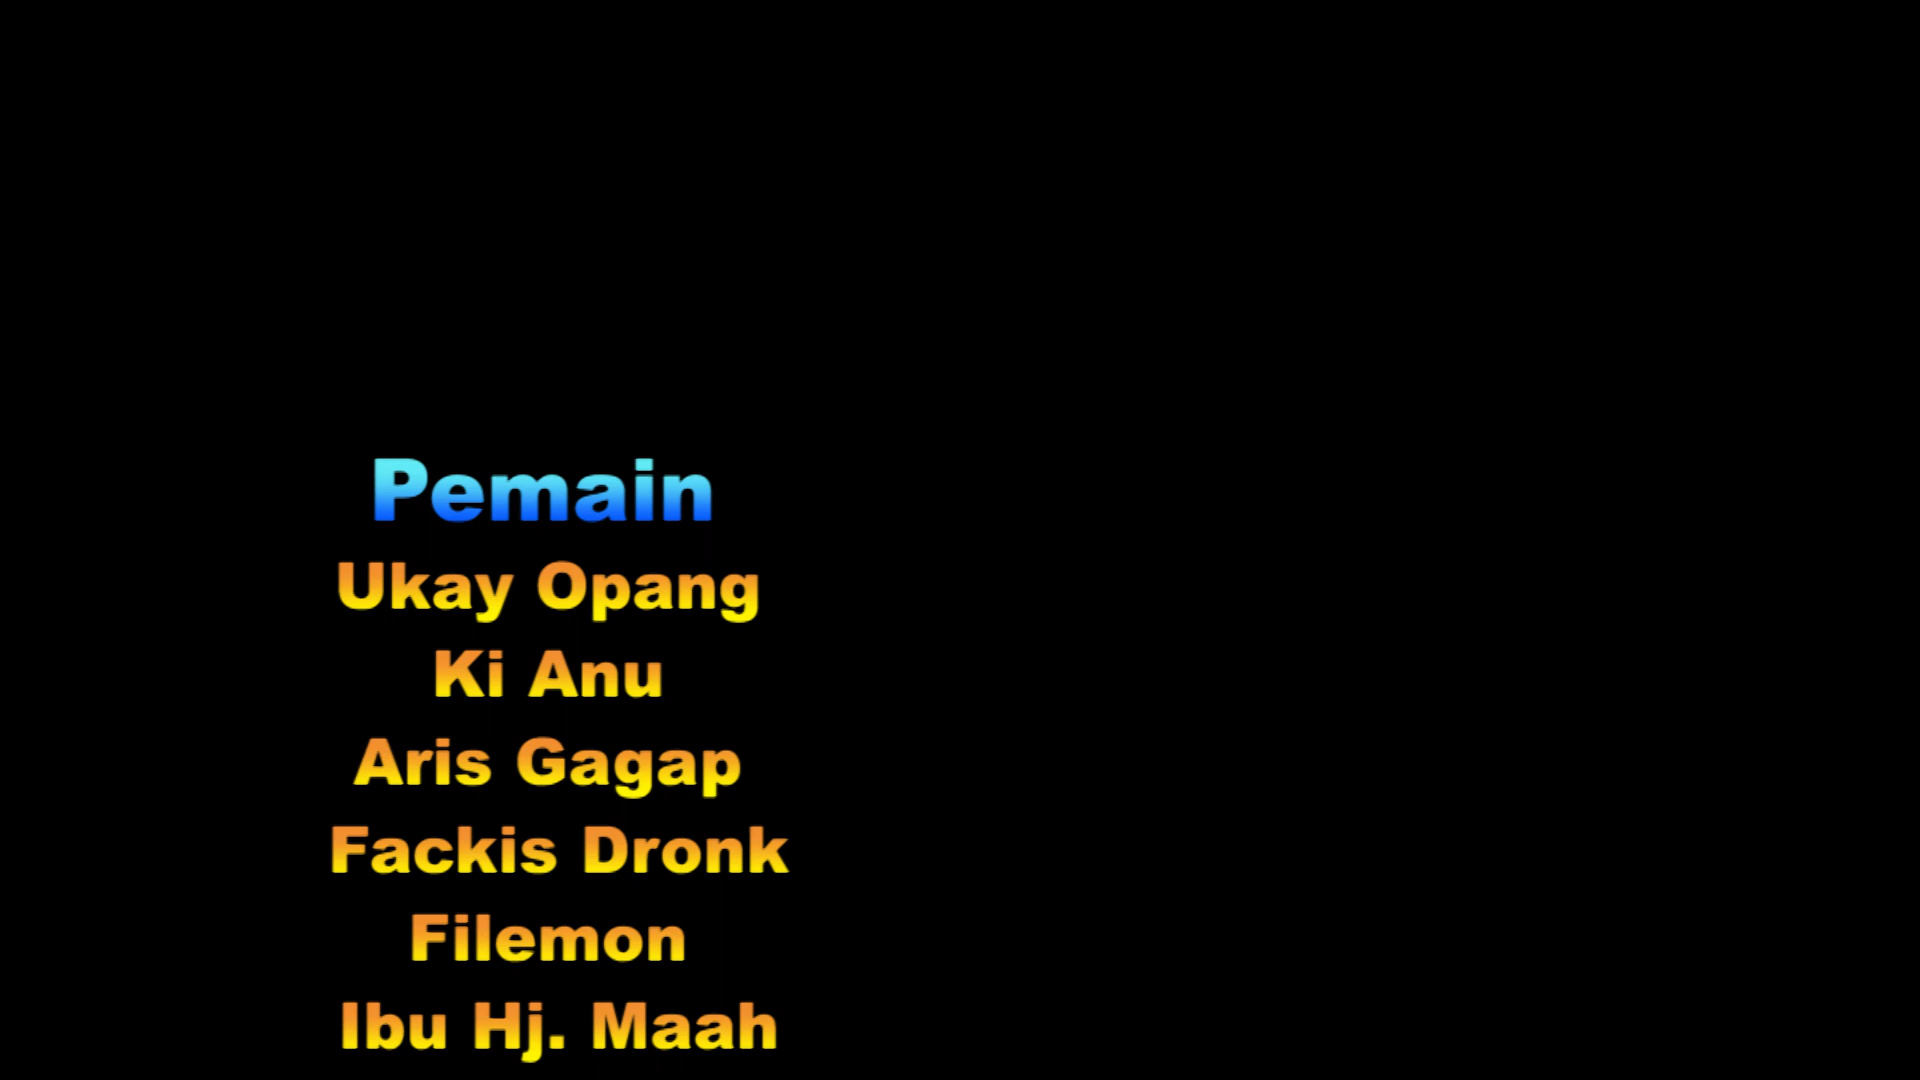 Pemain
Ukay Opang
Ki Anu
Aris Gagap
Fackis Dronk
Filemon
Ibu Hj. Maah